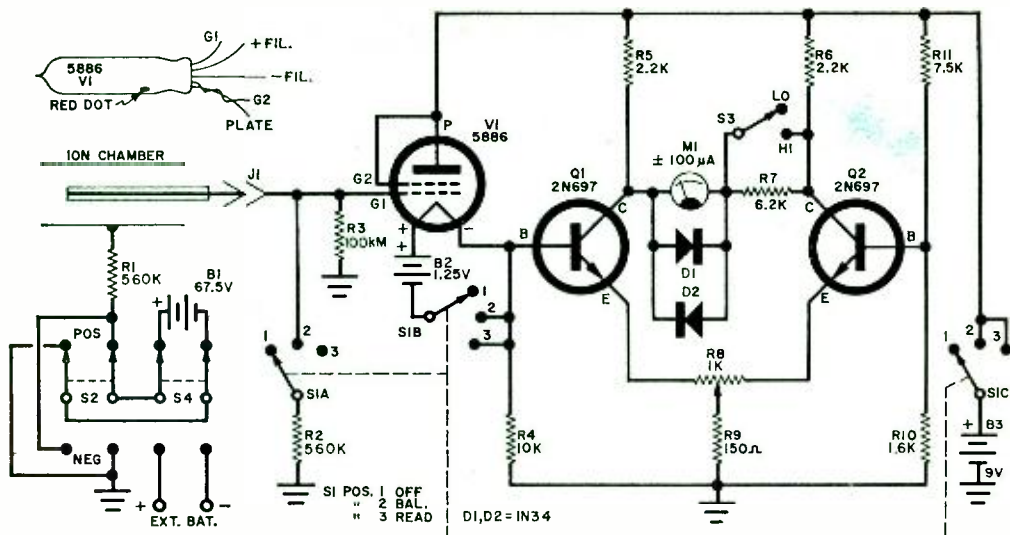 G1
+ FIL.
- FIL.
G2
PLATE
5886
V1
RED DOT
ION CHAMBER
J1
R1
560K
B1
67.5V
+
POS
S2
S4
NEG
+
-
EXT. BAT.
V1
5886
P
G2
G1
+
-
R3
100kM
+
B2
1.25V
1
S1B
2
3
1
2
3
S1A
R2
560K
S1 POS. 1 OFF
" 2 BAL.
" 3 READ
R4
10K
R5
2.2K
Q1
2N697
B
C
E
M1
± 100μA
D1
D2
S3
LO
HI
R7
6.2K
R6
2.2K
Q2
2N697
C
B
E
R8
1K
R9
150Ω
D1,D2=1N34
R11
7.5K
R10
1.6K
1
2
3
S1C
+
B3
9V